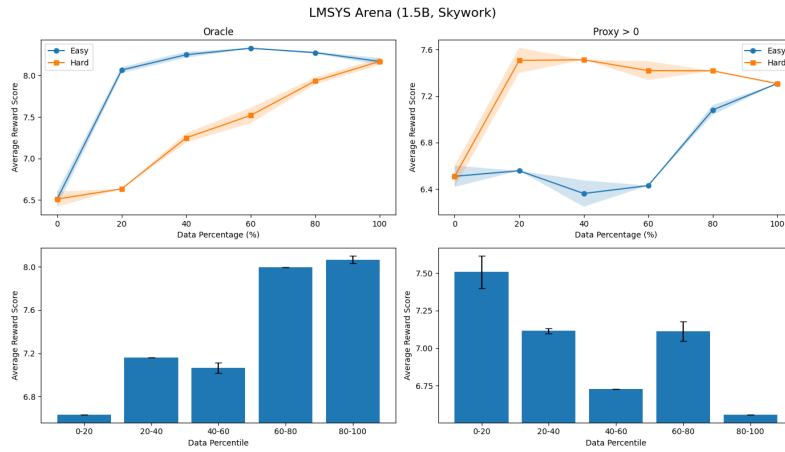 LMSYS Arena (1.5B, Skywork)
Oracle
Easy
Hard
8.0
7.5
7.0
6.5
Average Reward Score
0
20
40
60
80
100
Data Percentage (%)
Proxy > 0
Easy
Hard
7.6
7.2
6.8
6.4
Average Reward Score
0
20
40
60
80
100
Data Percentage (%)
8.0
7.6
7.2
6.8
Average Reward Score
0-20
20-40
40-60
60-80
80-100
Data Percentile
7.50
7.25
7.00
6.75
Average Reward Score
0-20
20-40
40-60
60-80
80-100
Data Percentile